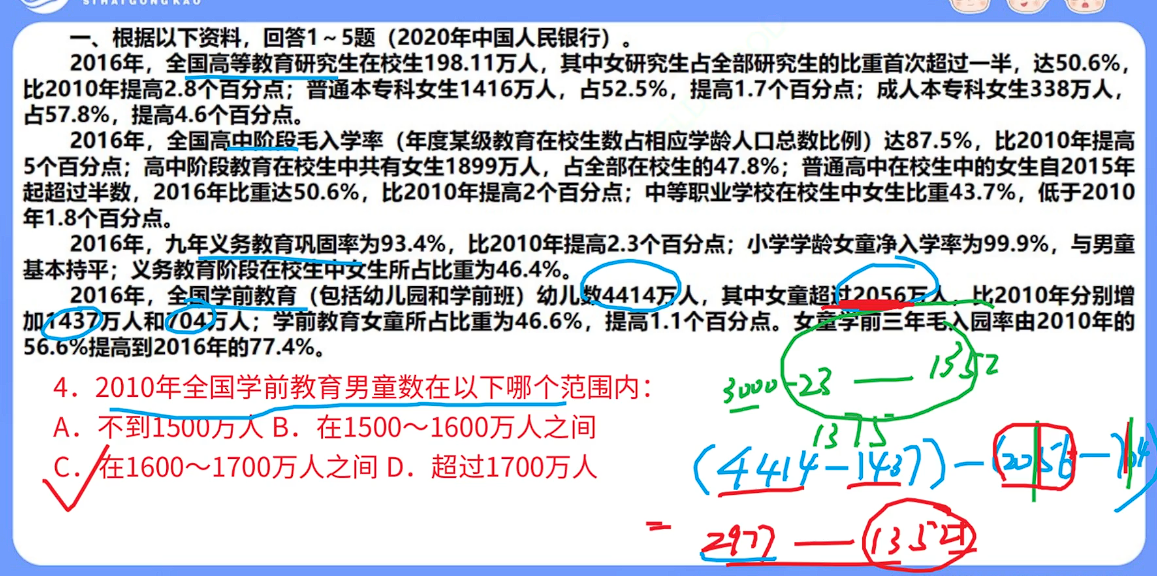 SIHAIGONGKAO
一、根据以下资料，回答1～5题（2020年中国人民银行）。
2016年，全国高等教育研究生在校生198.11万人，其中女研究生占全部研究生的比重首次超过一半，达50.6%，
比2010年提高2.8个百分点；普通本专科女生1416万人，占52.5%，提高1.7个百分点；成人本专科女生338万人，
占57.8%，提高4.6个百分点。
2016年，全国高中阶段毛入学率（年度某级教育在校生数占相应学龄人口总数比例）达87.5%，比2010年提高
5个百分点；高中阶段教育在校生中共有女生1899万人，占全部在校生的47.8%；普通高中在校生中的女生自2015年
起超过半数，2016年比重达50.6%，比2010年提高2个百分点；中等职业学校在校生中女生比重43.7%，低于2010
年1.8个百分点。
2016年，九年义务教育巩固率为93.4%，比2010年提高2.3个百分点；小学学龄女童净入学率为99.9%，与男童
基本持平；义务教育阶段在校生中女生所占比重为46.4%。
2016年，全国学前教育（包括幼儿园和学前班）幼儿数4414万人，其中女童超过2056万人，比2010年分别增
加1437万人和704万人；学前教育女童所占比重为46.6%，提高1.1个百分点。女童学前三年毛入园率由2010年的
56.6%提高到2016年的77.4%。
4．2010年全国学前教育男童数在以下哪个范围内：
A．不到1500万人 B．在1500～1600万人之间
C．在1600～1700万人之间 D．超过1700万人
3000-23 — 1352
1375
(4414-1437)-(2056-704)
= 2977 — 1352